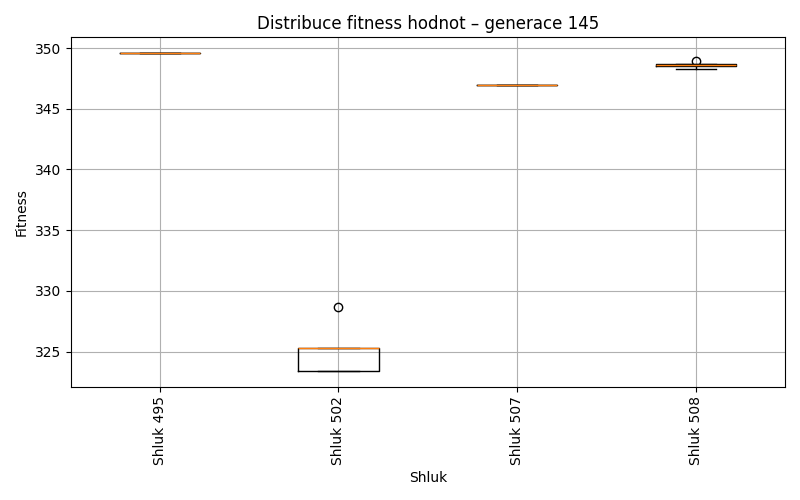 Distribuce fitness hodnot – generace 145
Fitness
350
345
340
335
330
325
Shluk 495
Shluk 502
Shluk 507
Shluk 508
Shluk